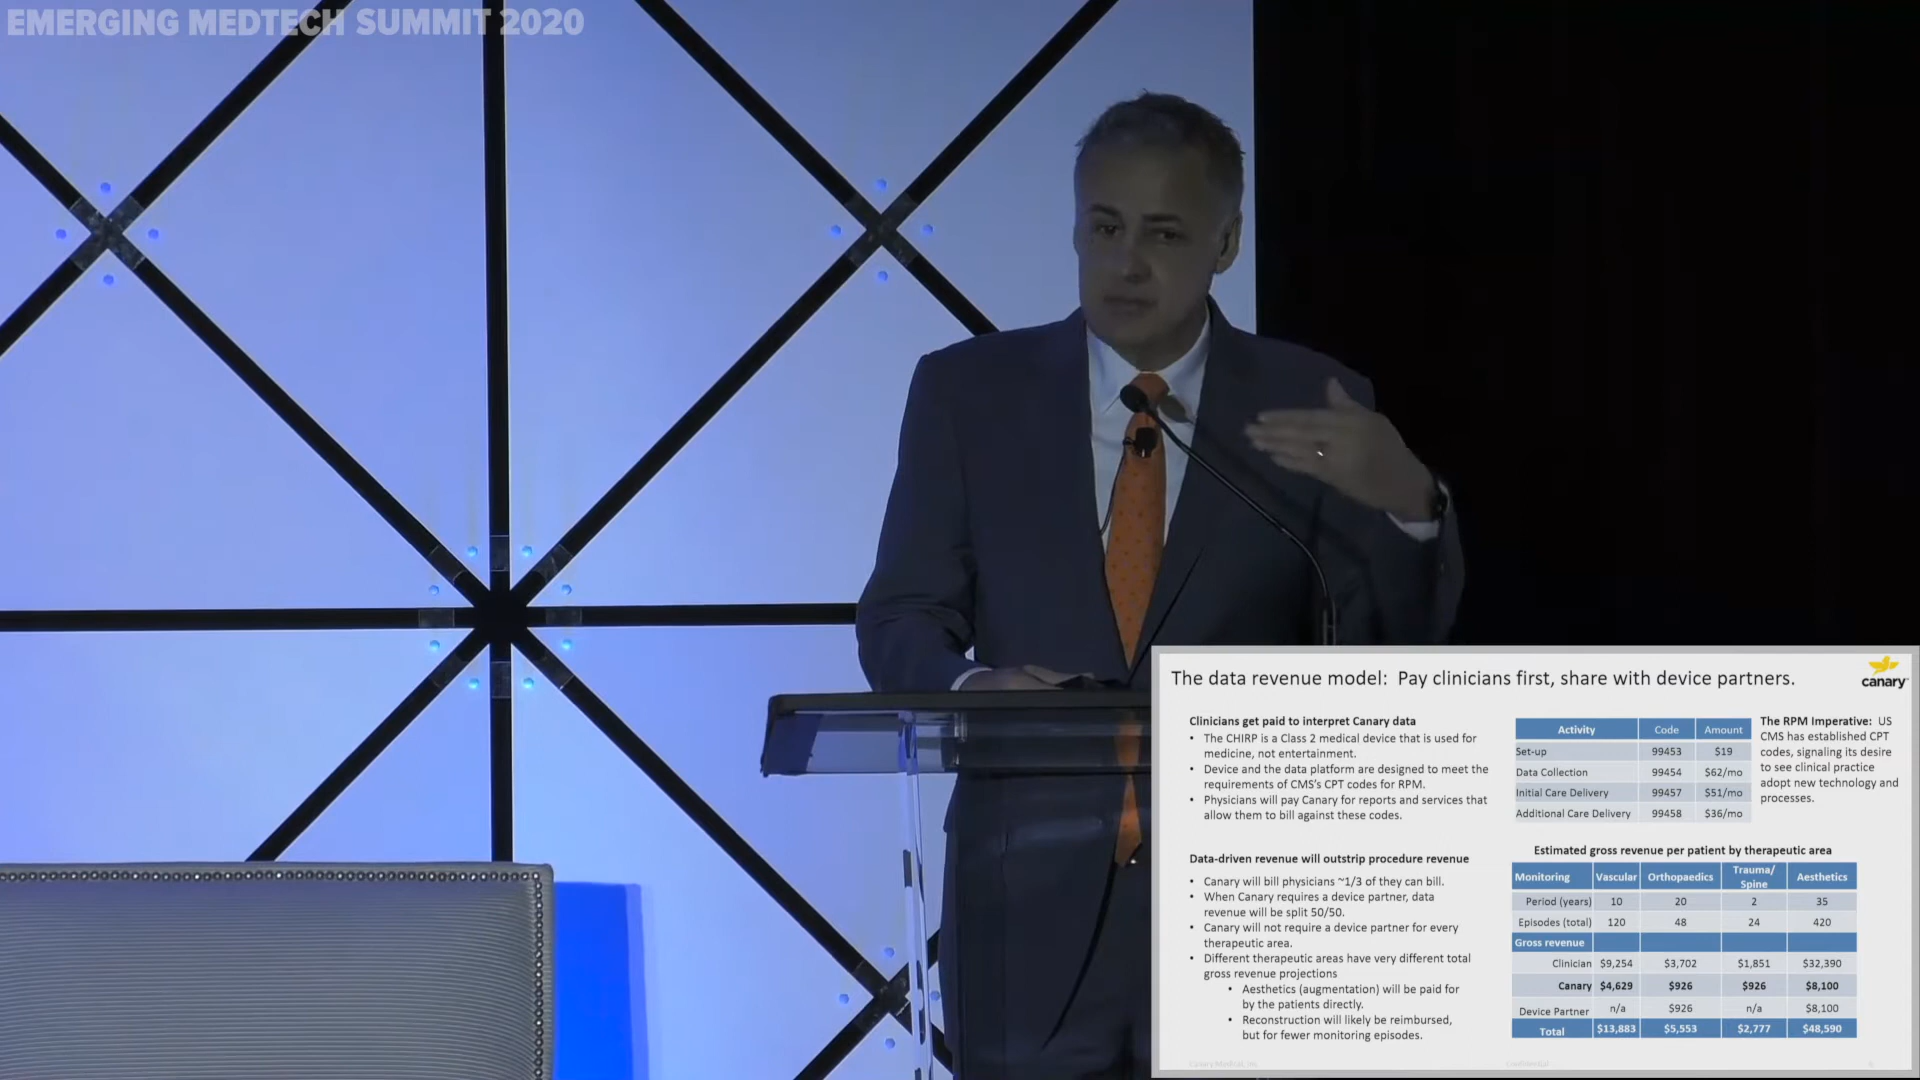 EMERGING MEDTECH SUMMIT 2020
The data revenue model: Pay clinicians first, share with device partners.
canary
Clinicians get paid to interpret Canary data
• The CHIRP is a Class 2 medical device that is used for
medicine, not entertainment.
• Device and the data platform are designed to meet the
requirements of CMS's CPT codes for RPM.
• Physicians will pay Canary for reports and services that
allow them to bill against these codes.
Activity Code Amount
Set-up 99453 $19
Data Collection 99454 $62/mo
Initial Care Delivery 99457 $51/mo
Additional Care Delivery 99458 $36/mo
The RPM Imperative: US
CMS has established CPT
codes, signaling its desire
to see clinical practice
adopt new technology and
processes.
Data-driven revenue will outstrip procedure revenue
• Canary will bill physicians ~1/3 of they can bill.
• When Canary requires a device partner, data
revenue will be split 50/50.
• Canary will not require a device partner for every
therapeutic area.
• Different therapeutic areas have very different total
gross revenue projections
• Aesthetics (augmentation) will be paid for
by the patients directly.
• Reconstruction will likely be reimbursed,
but for fewer monitoring episodes.
Estimated gross revenue per patient by therapeutic area
Monitoring Vascular Orthopaedics Trauma/ Spine Aesthetics
Period (years) 10 20 2 35
Episodes (total) 120 48 24 420
Gross revenue
Clinician $9,254 $3,702 $1,851 $32,390
Canary $4,629 $926 $926 $8,100
Device Partner n/a $926 n/a $8,100
Total $13,883 $5,553 $2,777 $48,590
Canary Medical, Inc.
Confidential